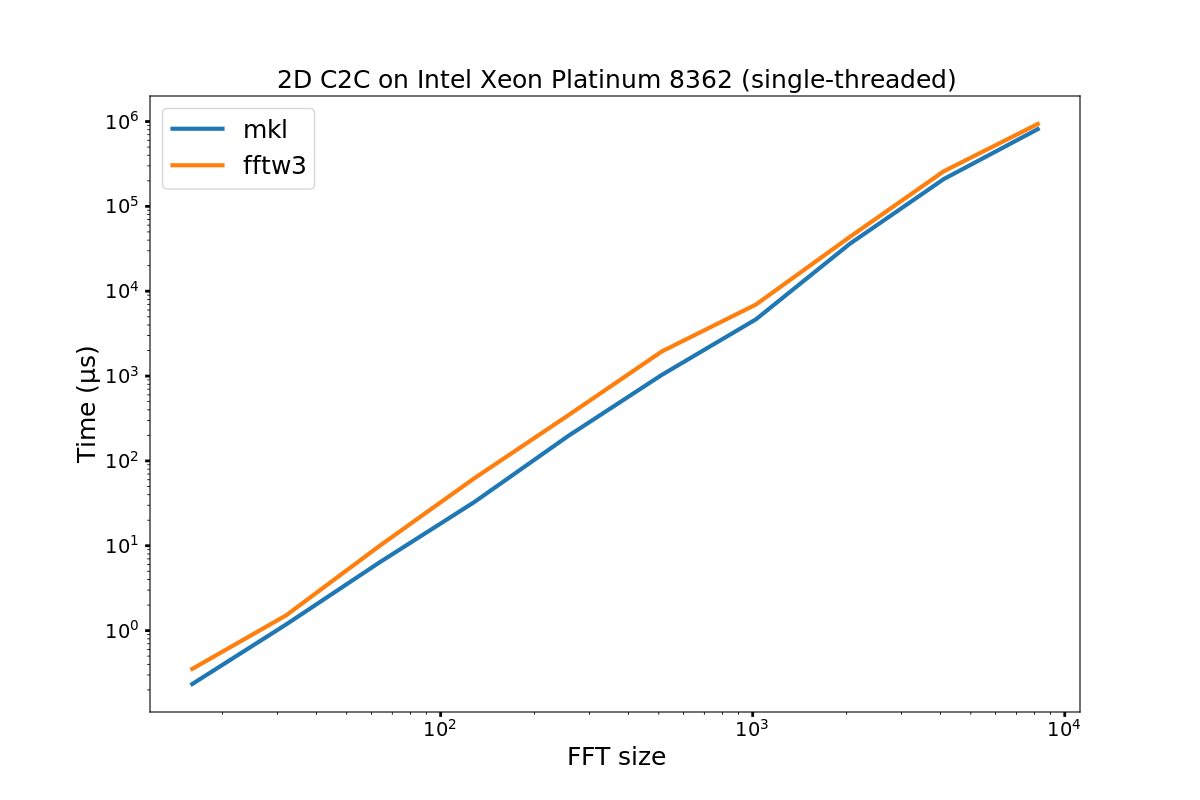 2D C2C on Intel Xeon Platinum 8362 (single-threaded)
mkl
fftw3
10⁶
10⁵
10⁴
10³
10²
10¹
10⁰
Time (µs)
10² 10³ 10⁴
FFT size